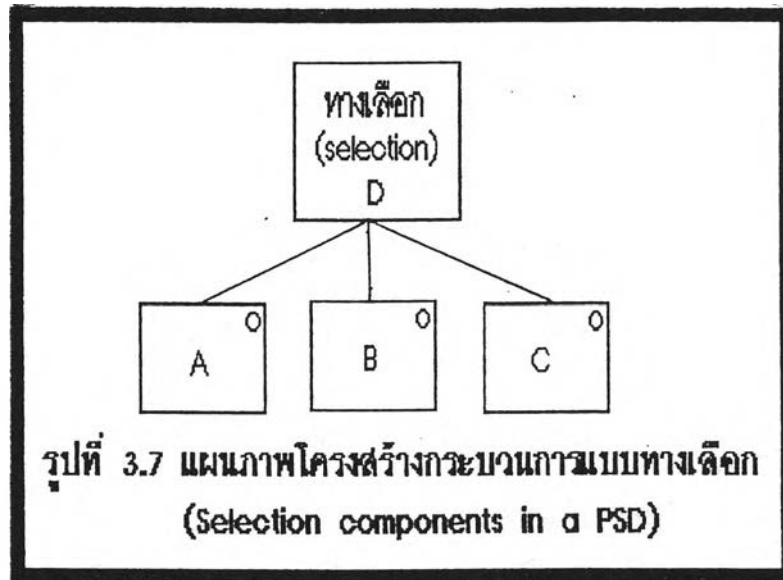 ทางเลือก
(selection)
D
O
O
O
A
B
C
รูปที่ 3.7 แผนภาพโครงสร้างกระบวนการแบบทางเลือก
(Selection components in a PSD)